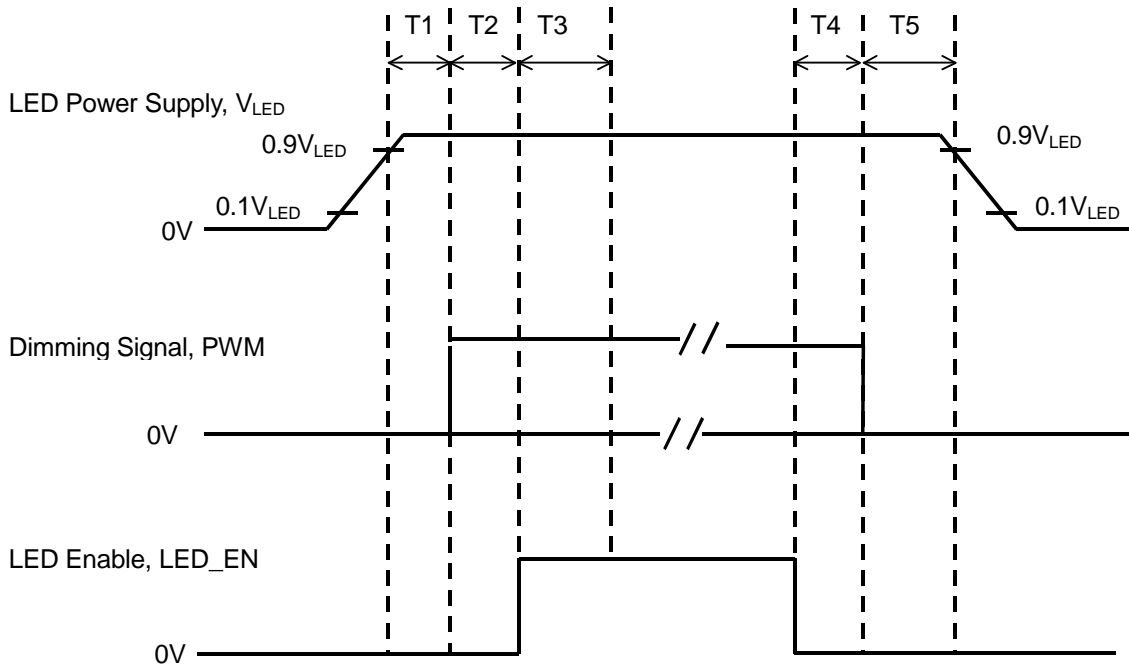 T1 T2 T3 T4 T5
LED Power Supply, VLED
0.9VLED 0.9VLED
0.1VLED 0.1VLED
0V
Dimming Signal, PWM
0V
LED Enable, LED_EN
0V